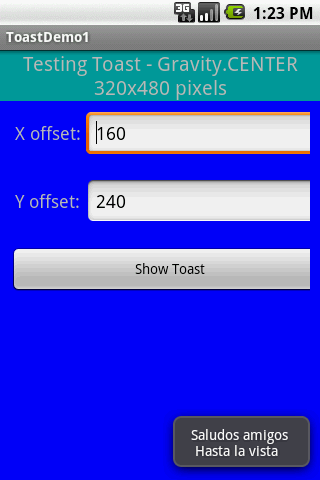 3G 1:23 PM
ToastDemo1
Testing Toast - Gravity.CENTER
320x480 pixels
X offset: 160
Y offset: 240
Show Toast
Saludos amigos
Hasta la vista